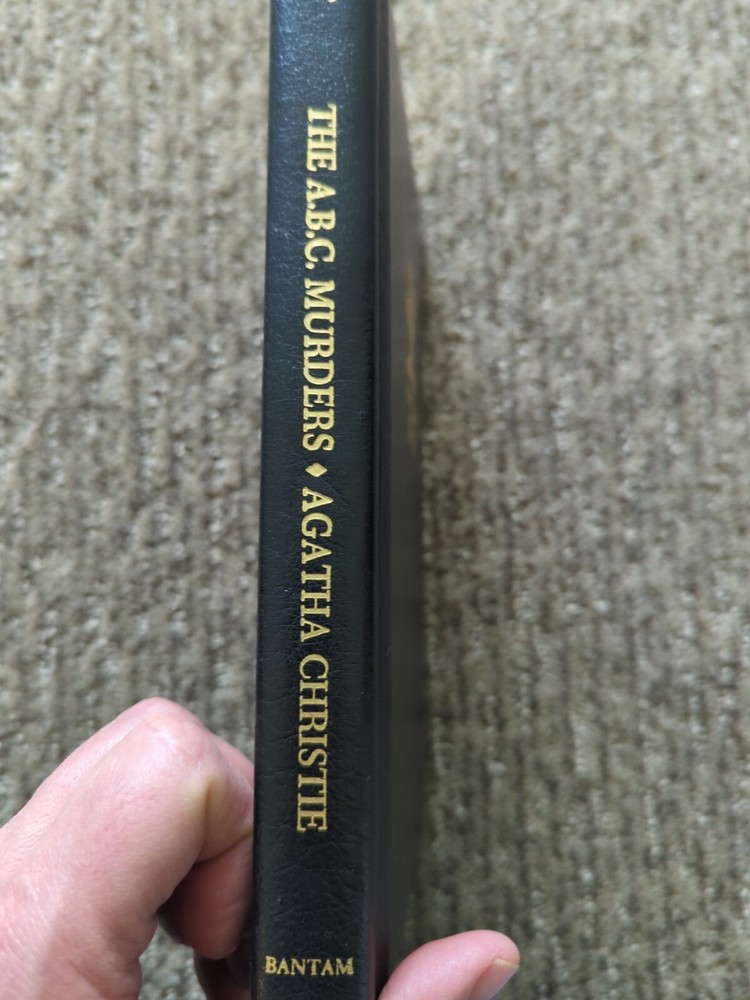 THE A.B.C. MURDERS ♦ AGATHA CHRISTIE
BANTAM